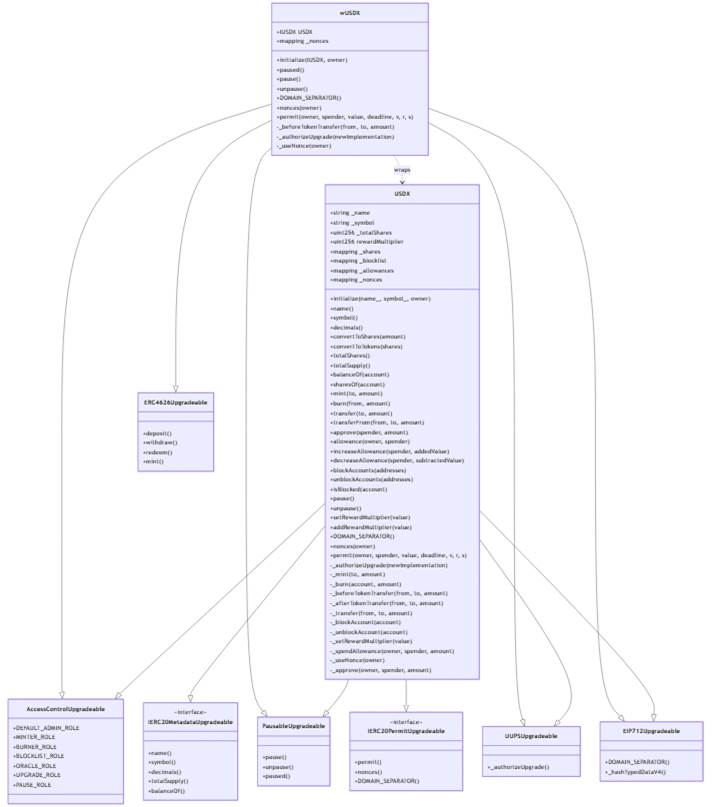 wUSDX
+IUSDX USDX
+mapping _nonces
+initialize(IUSDX, owner)
+paused()
+pause()
+unpause()
+DOMAIN_SEPARATOR()
+nonces(owner)
+permit(owner, spender, value, deadline, v, r, s)
-_beforeTokenTransfer(from, to, amount)
-_authorizeUpgrade(newImplementation)
-_useNonce(owner)
wraps
USDX
+string _name
+string _symbol
+uint256 _totalShares
+uint256 rewardMultiplier
+mapping _shares
+mapping _blocklist
+mapping _allowances
+mapping _nonces
+initialize(name_, symbol_, owner)
+name()
+symbol()
+decimals()
+convertToShares(amount)
+convertToTokens(shares)
+totalShares()
+totalSupply()
+balanceOf(account)
+sharesOf(account)
+mint(to, amount)
+burn(from, amount)
+transfer(to, amount)
+transferFrom(from, to, amount)
+approve(spender, amount)
+allowance(owner, spender)
+increaseAllowance(spender, addedValue)
+decreaseAllowance(spender, subtractedValue)
+blockAccounts(addresses)
+unblockAccounts(addresses)
+isBlocked(account)
+pause()
+unpause()
+setRewardMultiplier(value)
+addRewardMultiplier(value)
+DOMAIN_SEPARATOR()
+nonces(owner)
+permit(owner, spender, value, deadline, v, r, s)
-_authorizeUpgrade(newImplementation)
-_mint(to, amount)
-_burn(account, amount)
-_beforeTokenTransfer(from, to, amount)
-_afterTokenTransfer(from, to, amount)
-_transfer(from, to, amount)
-_blockAccount(account)
-_unblockAccount(account)
-_setRewardMultiplier(value)
-_spendAllowance(owner, spender, amount)
-_useNonce(owner)
-_approve(owner, spender, amount)
ERC4626Upgradeable
+deposit()
+withdraw()
+redeem()
+mint()
AccessControlUpgradeable
+DEFAULT_ADMIN_ROLE
+MINTER_ROLE
+BURNER_ROLE
+BLOCKLIST_ROLE
+ORACLE_ROLE
+UPGRADE_ROLE
+PAUSE_ROLE
«interface»
IERC20MetadataUpgradeable
+name()
+symbol()
+decimals()
+totalSupply()
+balanceOf()
PausableUpgradeable
+pause()
+unpause()
+paused()
«interface»
IERC20PermitUpgradeable
+permit()
+nonces()
+DOMAIN_SEPARATOR()
UUPSUpgradeable
+_authorizeUpgrade()
EIP712Upgradeable
+DOMAIN_SEPARATOR()
+_hashTypedDataV4()